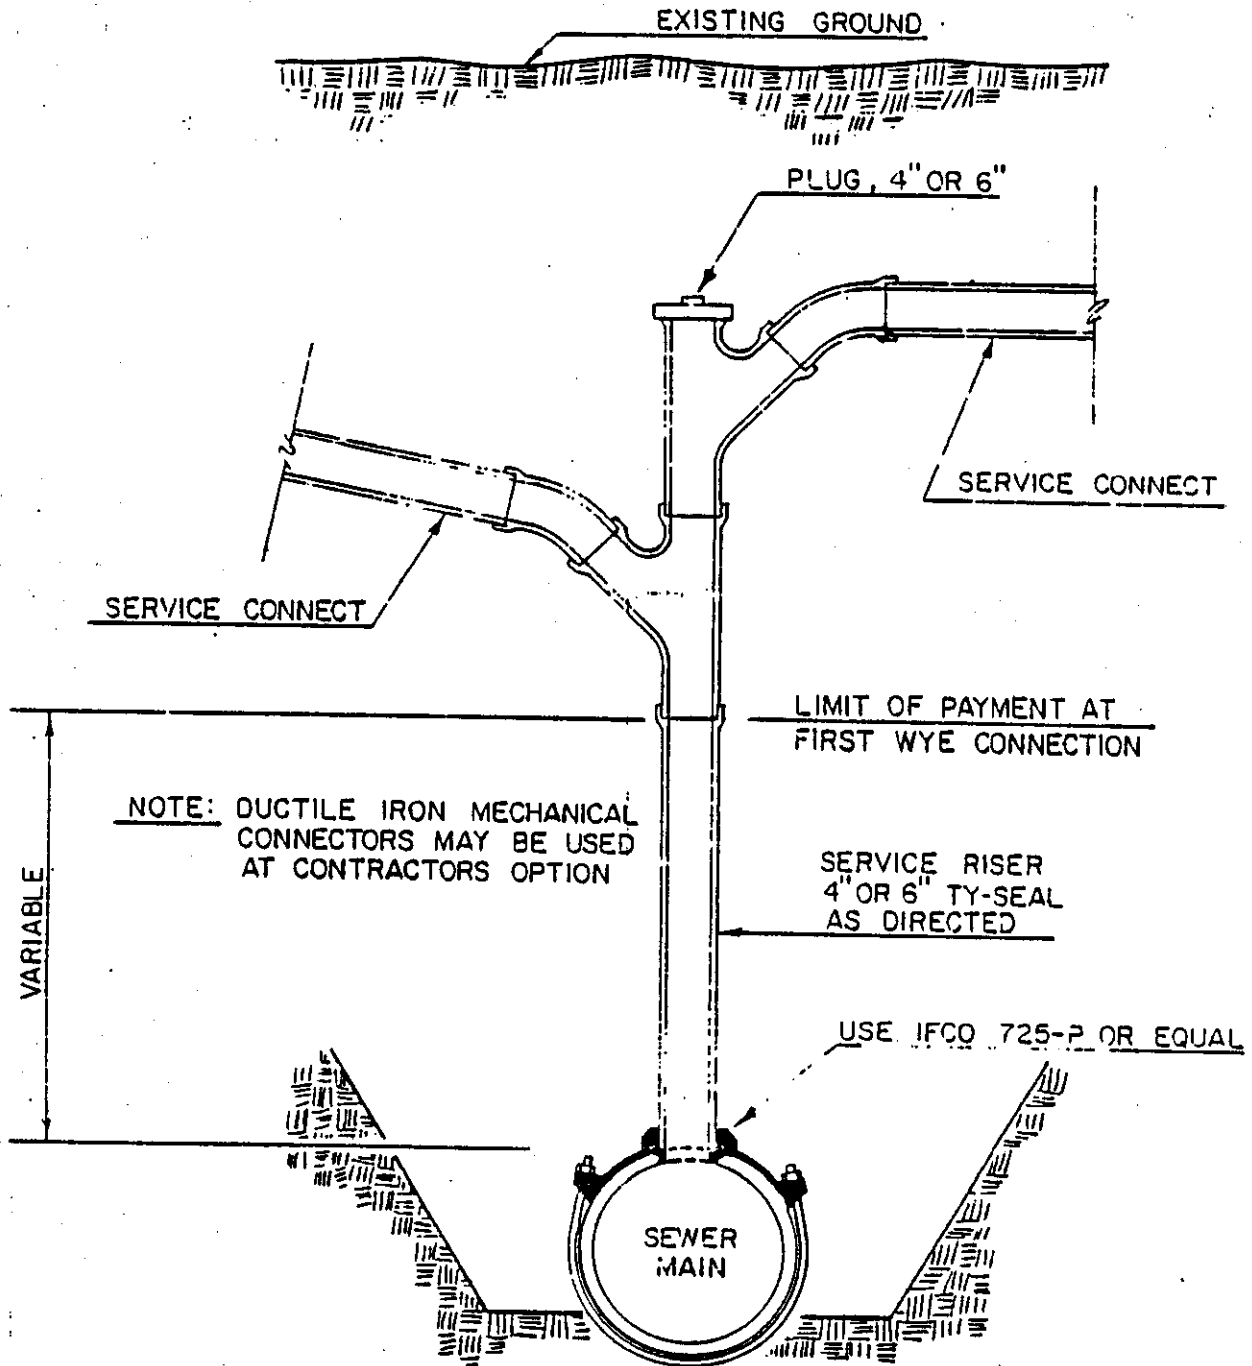 EXISTING GROUND
PLUG, 4" OR 6"
SERVICE CONNECT
SERVICE CONNECT
LIMIT OF PAYMENT AT
FIRST WYE CONNECTION
NOTE: DUCTILE IRON MECHANICAL
CONNECTORS MAY BE USED
AT CONTRACTORS OPTION
VARIABLE
SERVICE RISER
4" OR 6" TY-SEAL
AS DIRECTED
USE IFCO 725-P OR EQUAL
SEWER
MAIN